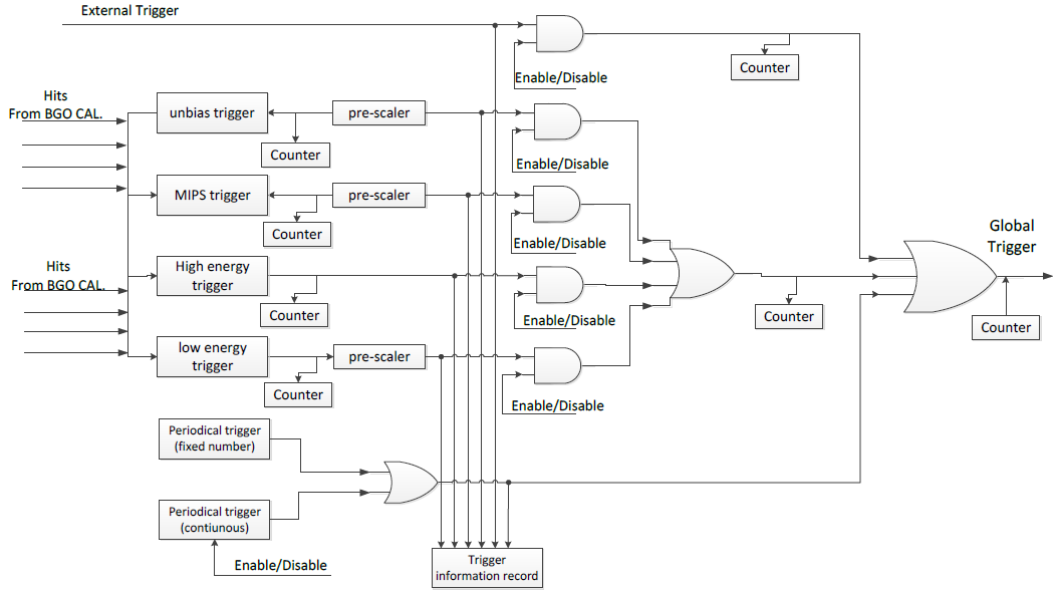 External Trigger
Enable/Disable
Counter
Hits
From BGO CAL.
unbias trigger
pre-scaler
Counter
Enable/Disable
MIPS trigger
pre-scaler
Counter
Enable/Disable
Global
Trigger
Hits
From BGO CAL.
High energy
trigger
Counter
Enable/Disable
Counter
Counter
low energy
trigger
pre-scaler
Counter
Enable/Disable
Periodical trigger
(fixed number)
Periodical trigger
(contiunous)
Enable/Disable
Trigger
information record